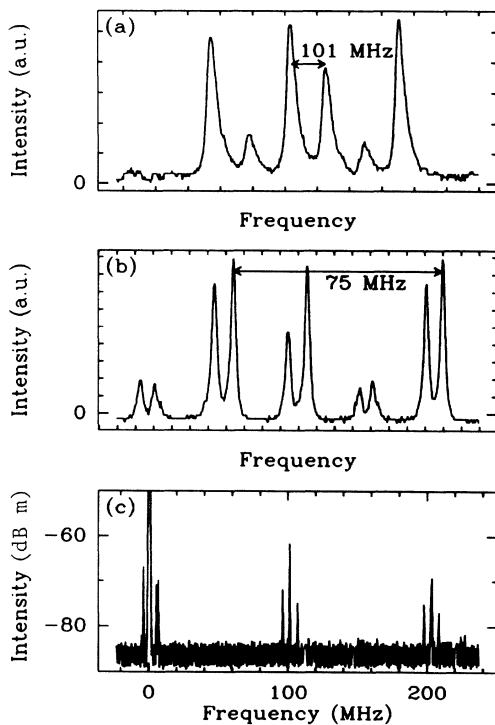 (a)
101 MHz
Intensity (a.u.)
0
Frequency
(b)
75 MHz
Intensity (a.u.)
0
Frequency
(c)
Intensity (dB m)
-60
-80
0 100 200
Frequency (MHz)